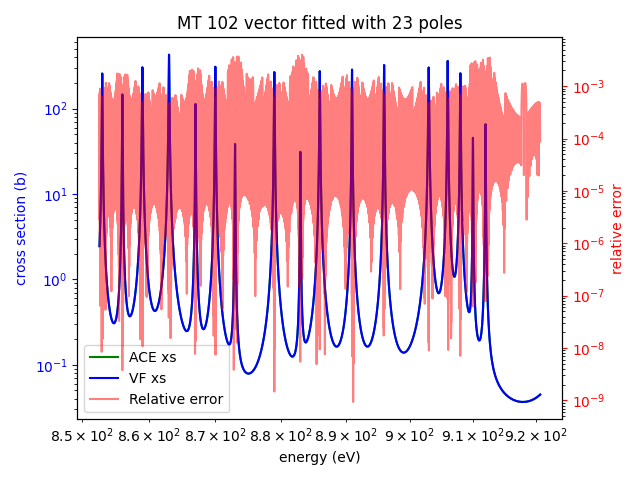 MT 102 vector fitted with 23 poles
10²
10¹
10⁰
10⁻¹
cross section (b)
10⁻³
10⁻⁴
10⁻⁵
10⁻⁶
10⁻⁷
10⁻⁸
10⁻⁹
relative error
ACE xs
VF xs
Relative error
8.5 × 10² 8.6 × 10² 8.7 × 10² 8.8 × 10² 8.9 × 10² 9 × 10² 9.1 × 10² 9.2 × 10²
energy (eV)